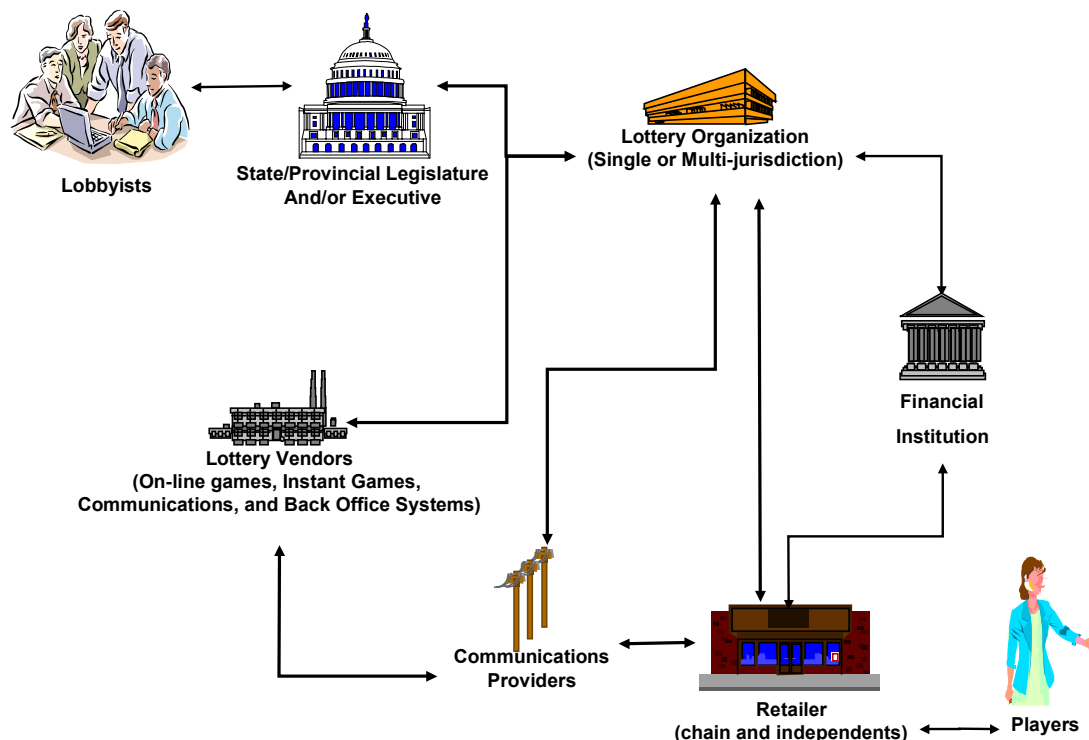 Lobbyists
State/Provincial Legislature
And/or Executive
Lottery Organization
(Single or Multi-jurisdiction)
Financial
Institution
Lottery Vendors
(On-line games, Instant Games,
Communications, and Back Office Systems)
Communications
Providers
Retailer
(chain and independents)
Players